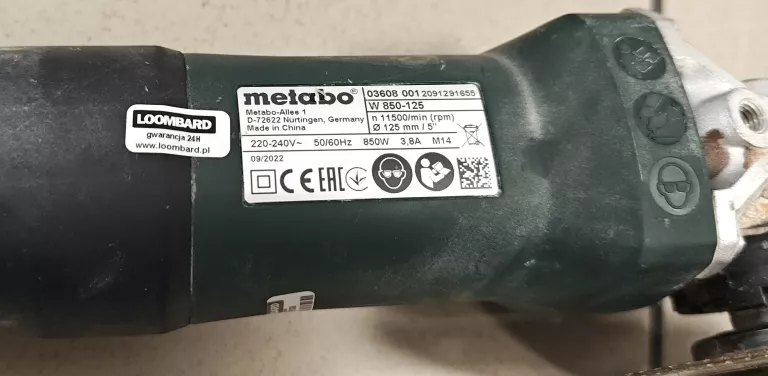 LOOMBARD
gwarancja 24H
www.loombard.pl
metabo®
Metabo-Allee 1
D-72622 Nürtingen, Germany
Made in China
03608 001 2091291655
W 850-125
n 11500/min (rpm)
Ø 125 mm / 5"
220-240V~ 50/60Hz 850W 3,8A M14
09/2022
CE EAC